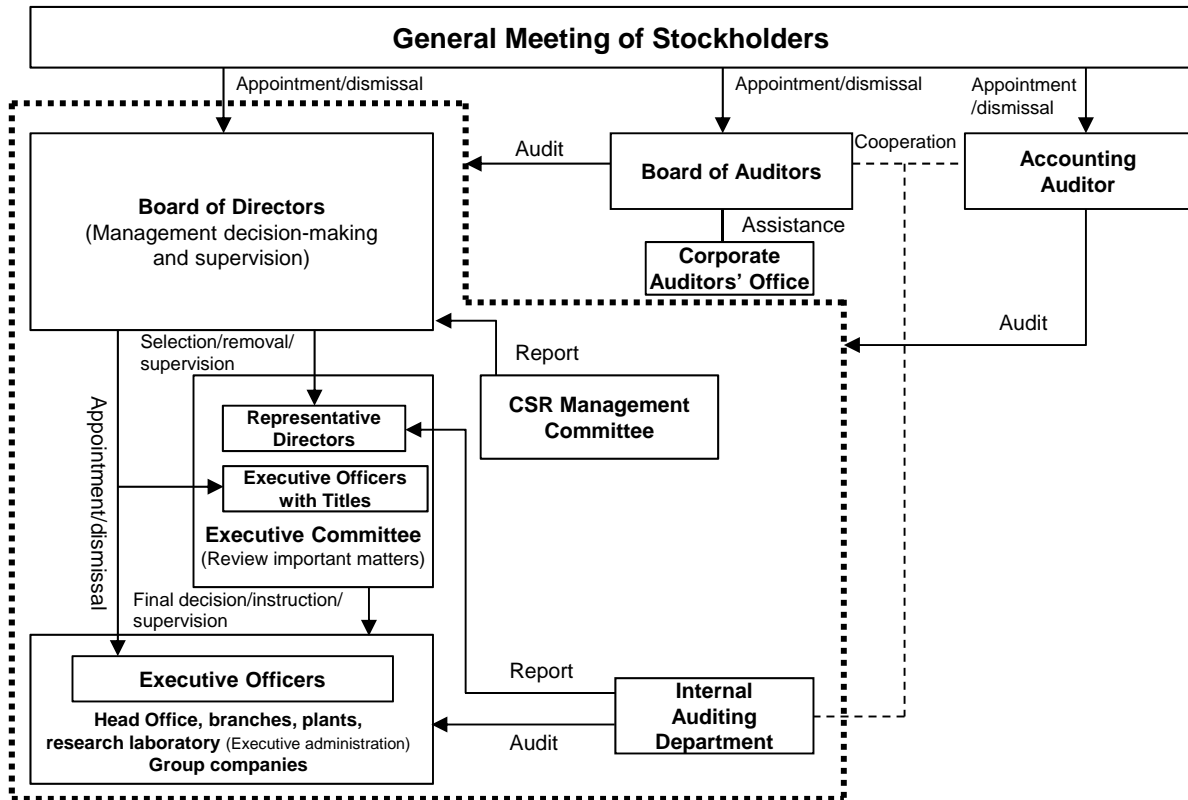 General Meeting of Stockholders
Appointment/dismissal
Appointment/dismissal
Appointment
/dismissal
Board of Directors
(Management decision-making
and supervision)
Audit
Board of Auditors
Cooperation
Accounting
Auditor
Assistance
Corporate
Auditors’ Office
Audit
Selection/removal/
supervision
Report
CSR Management
Committee
Appointment/dismissal
Representative
Directors
Executive Officers
with Titles
Executive Committee
(Review important matters)
Final decision/instruction/
supervision
Executive Officers
Head Office, branches, plants,
research laboratory (Executive administration)
Group companies
Report
Audit
Internal
Auditing
Department